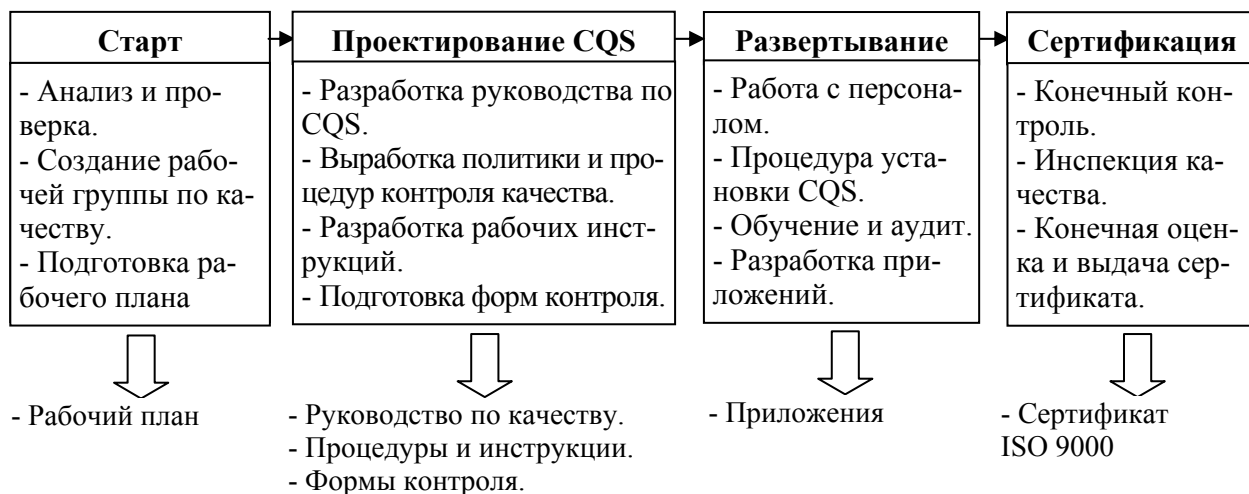 Старт
- Анализ и про-
верка.
- Создание рабо-
чей группы по ка-
честву.
- Подготовка ра-
бочего плана
- Рабочий план
Проектирование CQS
- Разработка руководства по
CQS.
- Выработка политики и про-
цедур контроля качества.
- Разработка рабочих инст-
рукций.
- Подготовка форм контроля.
- Руководство по качеству.
- Процедуры и инструкции.
- Формы контроля.
Развертывание
- Работа с персона-
лом.
- Процедура уста-
новки CQS.
- Обучение и аудит.
- Разработка при-
ложений.
- Приложения
Сертификация
- Конечный кон-
троль.
- Инспекция ка-
чества.
- Конечная оцен-
ка и выдача сер-
тификата.
- Сертификат
ISO 9000